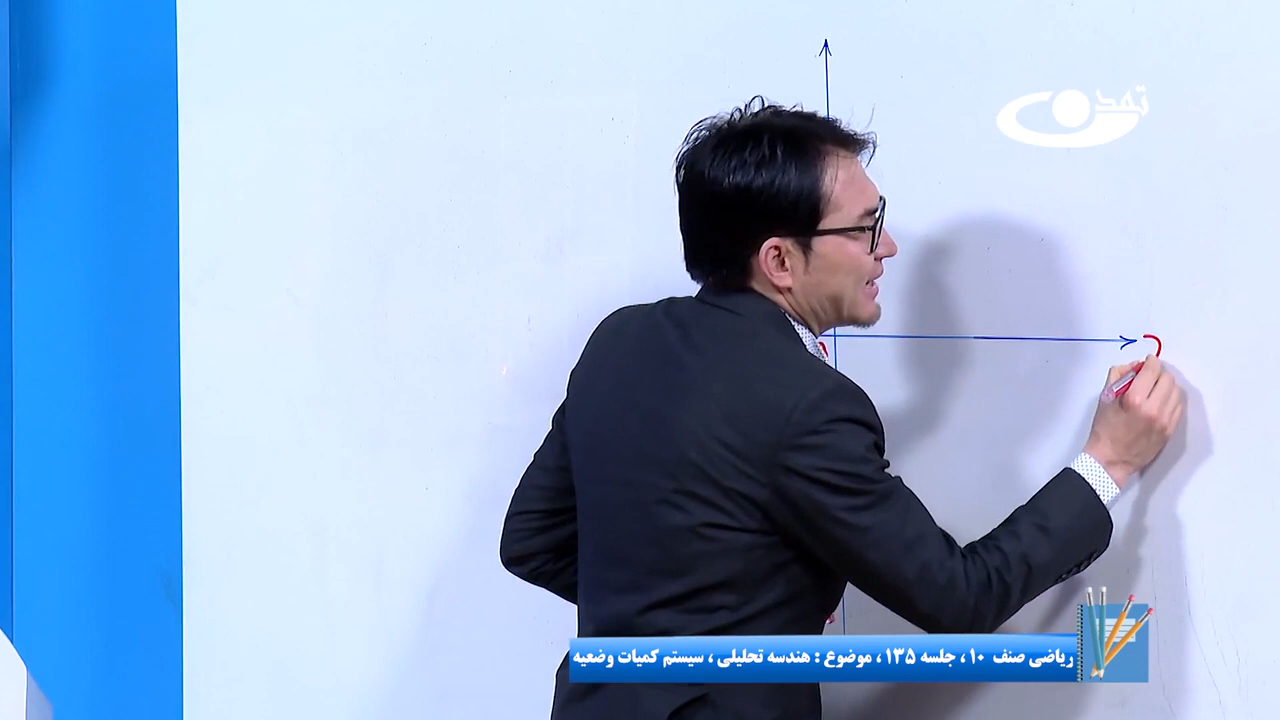 تمدن
ریاضی صنف ۱۰ ، جلسه ۱۳۵ ، موضوع : هندسه تحلیلی ، سیستم کمیات وضعیه